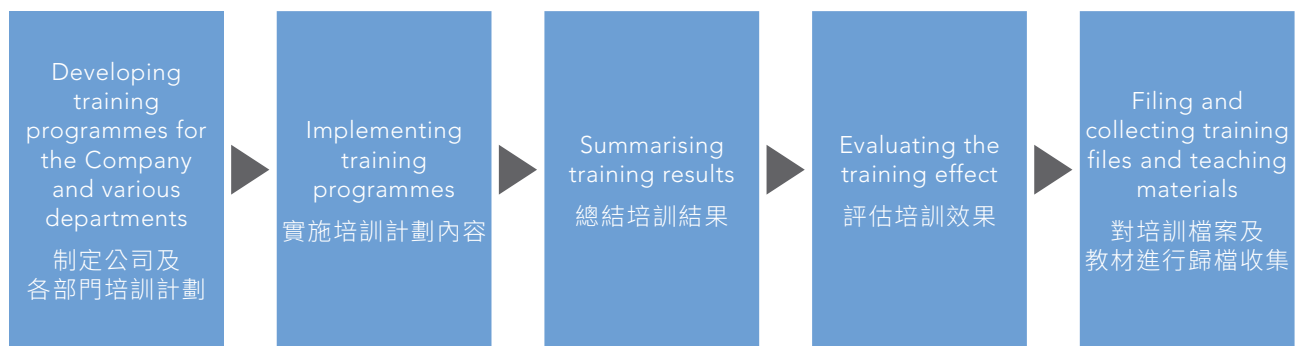 Developing
training
programmes for
the Company
and various
departments
制定公司及
各部門培訓計劃
Implementing
training
programmes
實施培訓計劃內容
Summarising
training results
總結培訓結果
Evaluating the
training effect
評估培訓效果
Filing and
collecting training
files and teaching
materials
對培訓檔案及
教材進行歸檔收集